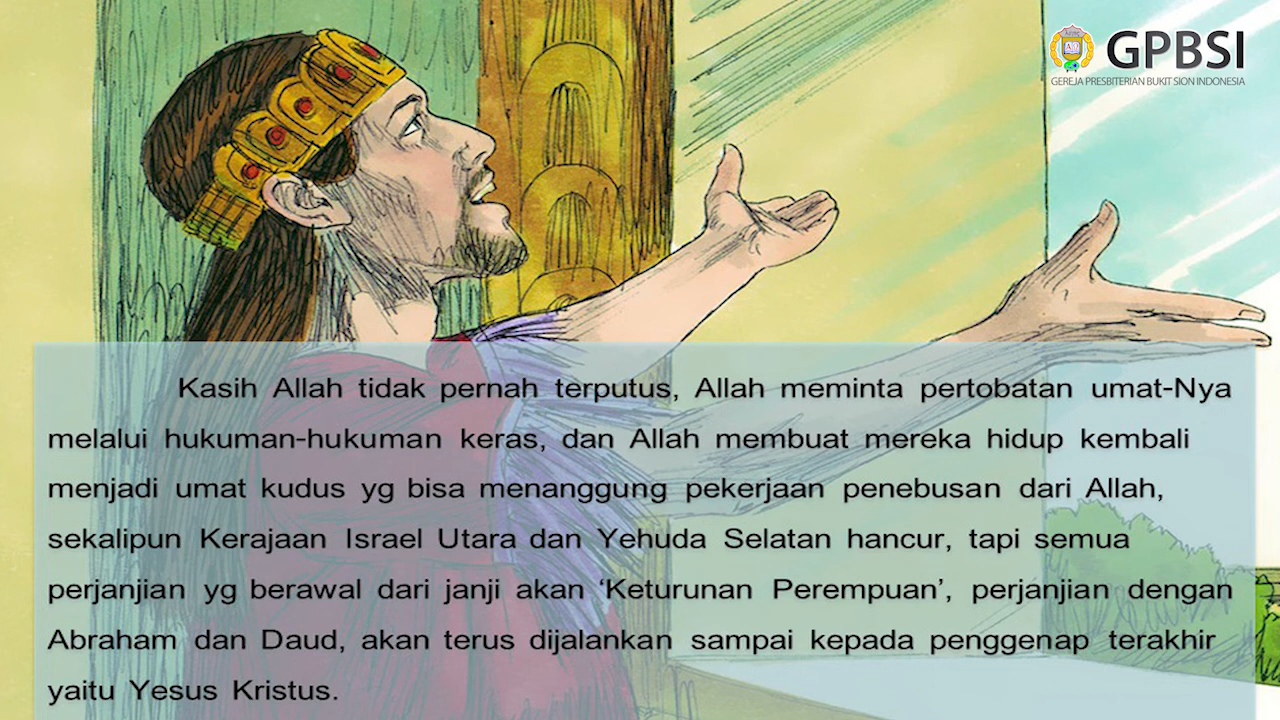 GPBSI
GEREJA PRESBITERIAN BUKIT SION INDONESIA
Kasih Allah tidak pernah terputus, Allah meminta pertobatan umat-Nya
melalui hukuman-hukuman keras, dan Allah membuat mereka hidup kembali
menjadi umat kudus yg bisa menanggung pekerjaan penebusan dari Allah,
sekalipun Kerajaan Israel Utara dan Yehuda Selatan hancur, tapi semua
perjanjian yg berawal dari janji akan ‘Keturunan Perempuan’, perjanjian dengan
Abraham dan Daud, akan terus dijalankan sampai kepada penggenap terakhir
yaitu Yesus Kristus.